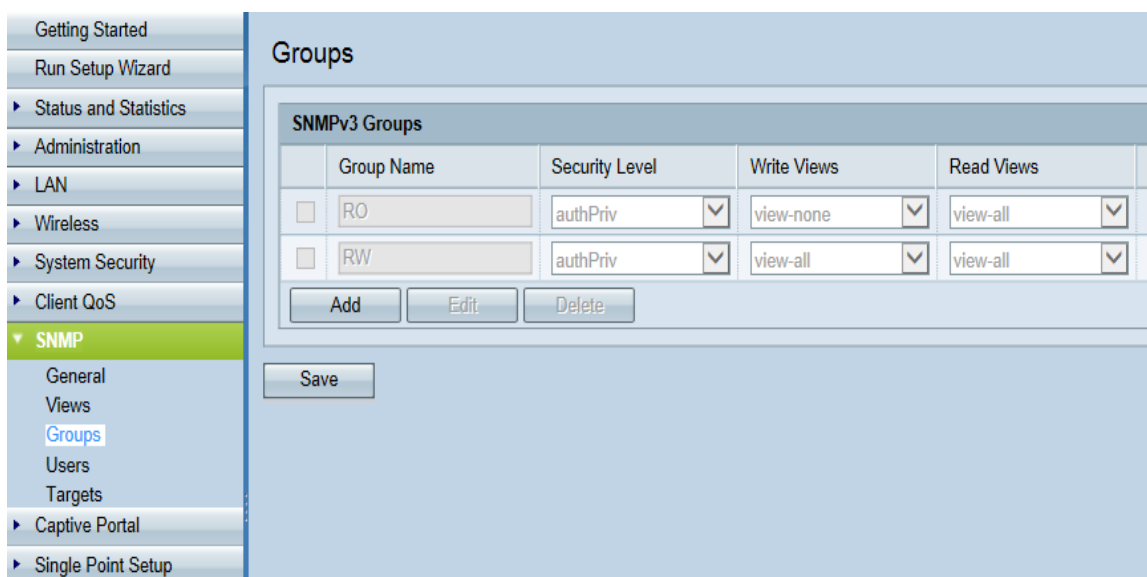 Getting Started
Run Setup Wizard
Status and Statistics
Administration
LAN
Wireless
System Security
Client QoS
SNMP
General
Views
Groups
Users
Targets
Captive Portal
Single Point Setup
Groups
SNMPv3 Groups
Group Name Security Level Write Views Read Views
RO authPriv view-none view-all
RW authPriv view-all view-all
Add Edit Delete
Save